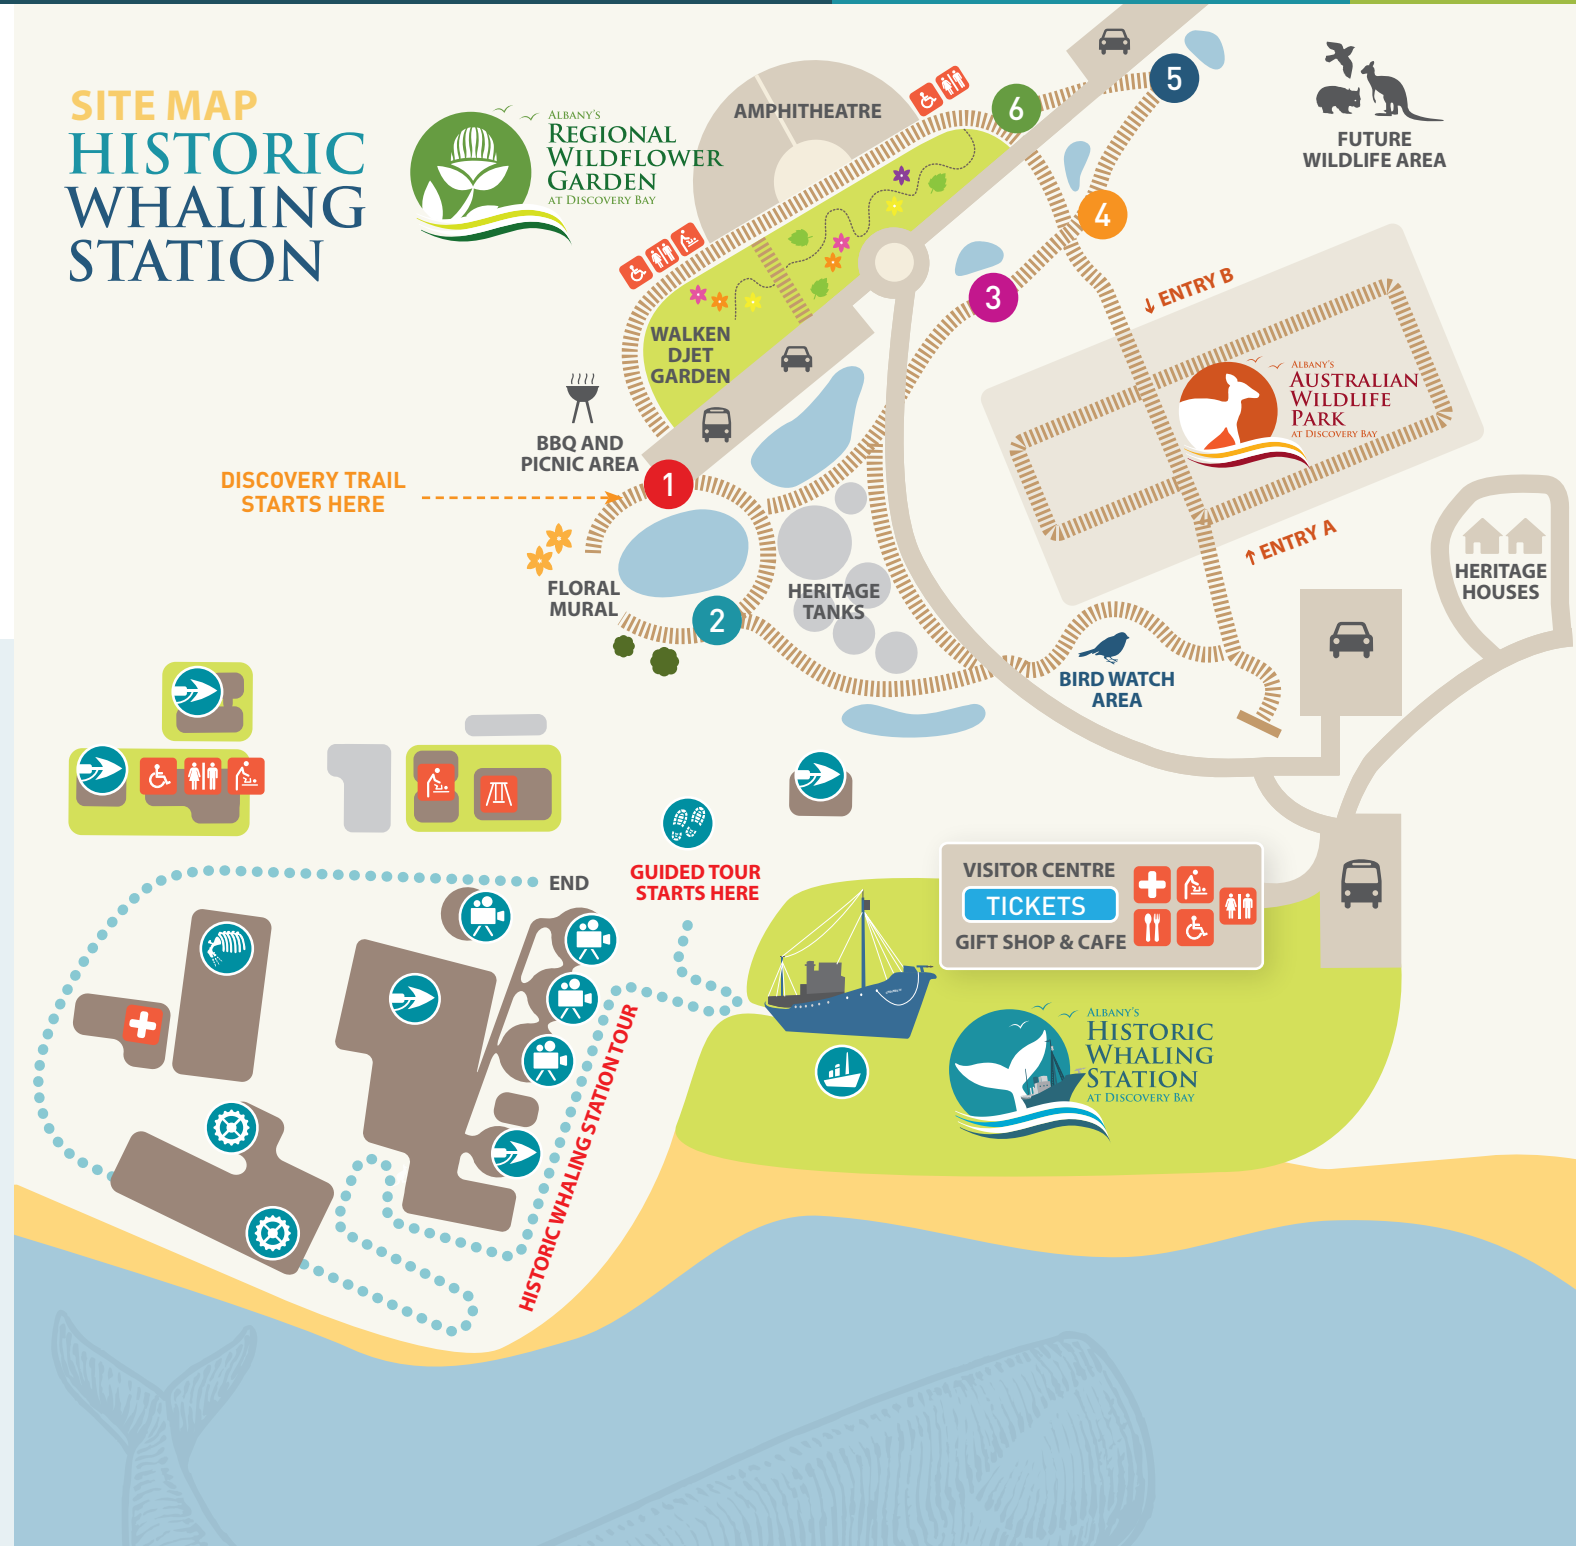 SITE MAP
HISTORIC
WHALING
STATION
ALBANY'S
REGIONAL
WILDFLOWER
GARDEN
AT DISCOVERY BAY
AMPHITHEATRE
6
5
FUTURE
WILDLIFE AREA
4
3
↓ ENTRY B
WALKEN
DJET
GARDEN
ALBANY'S
AUSTRALIAN
WILDLIFE
PARK
AT DISCOVERY BAY
BBQ AND
PICNIC AREA
DISCOVERY TRAIL
STARTS HERE
1
↑ ENTRY A
FLORAL
MURAL
2
HERITAGE
TANKS
HERITAGE
HOUSES
BIRD WATCH
AREA
END
GUIDED TOUR
STARTS HERE
VISITOR CENTRE
TICKETS
GIFT SHOP & CAFE
HISTORIC WHALING STATION TOUR
ALBANY'S
HISTORIC
WHALING
STATION
AT DISCOVERY BAY